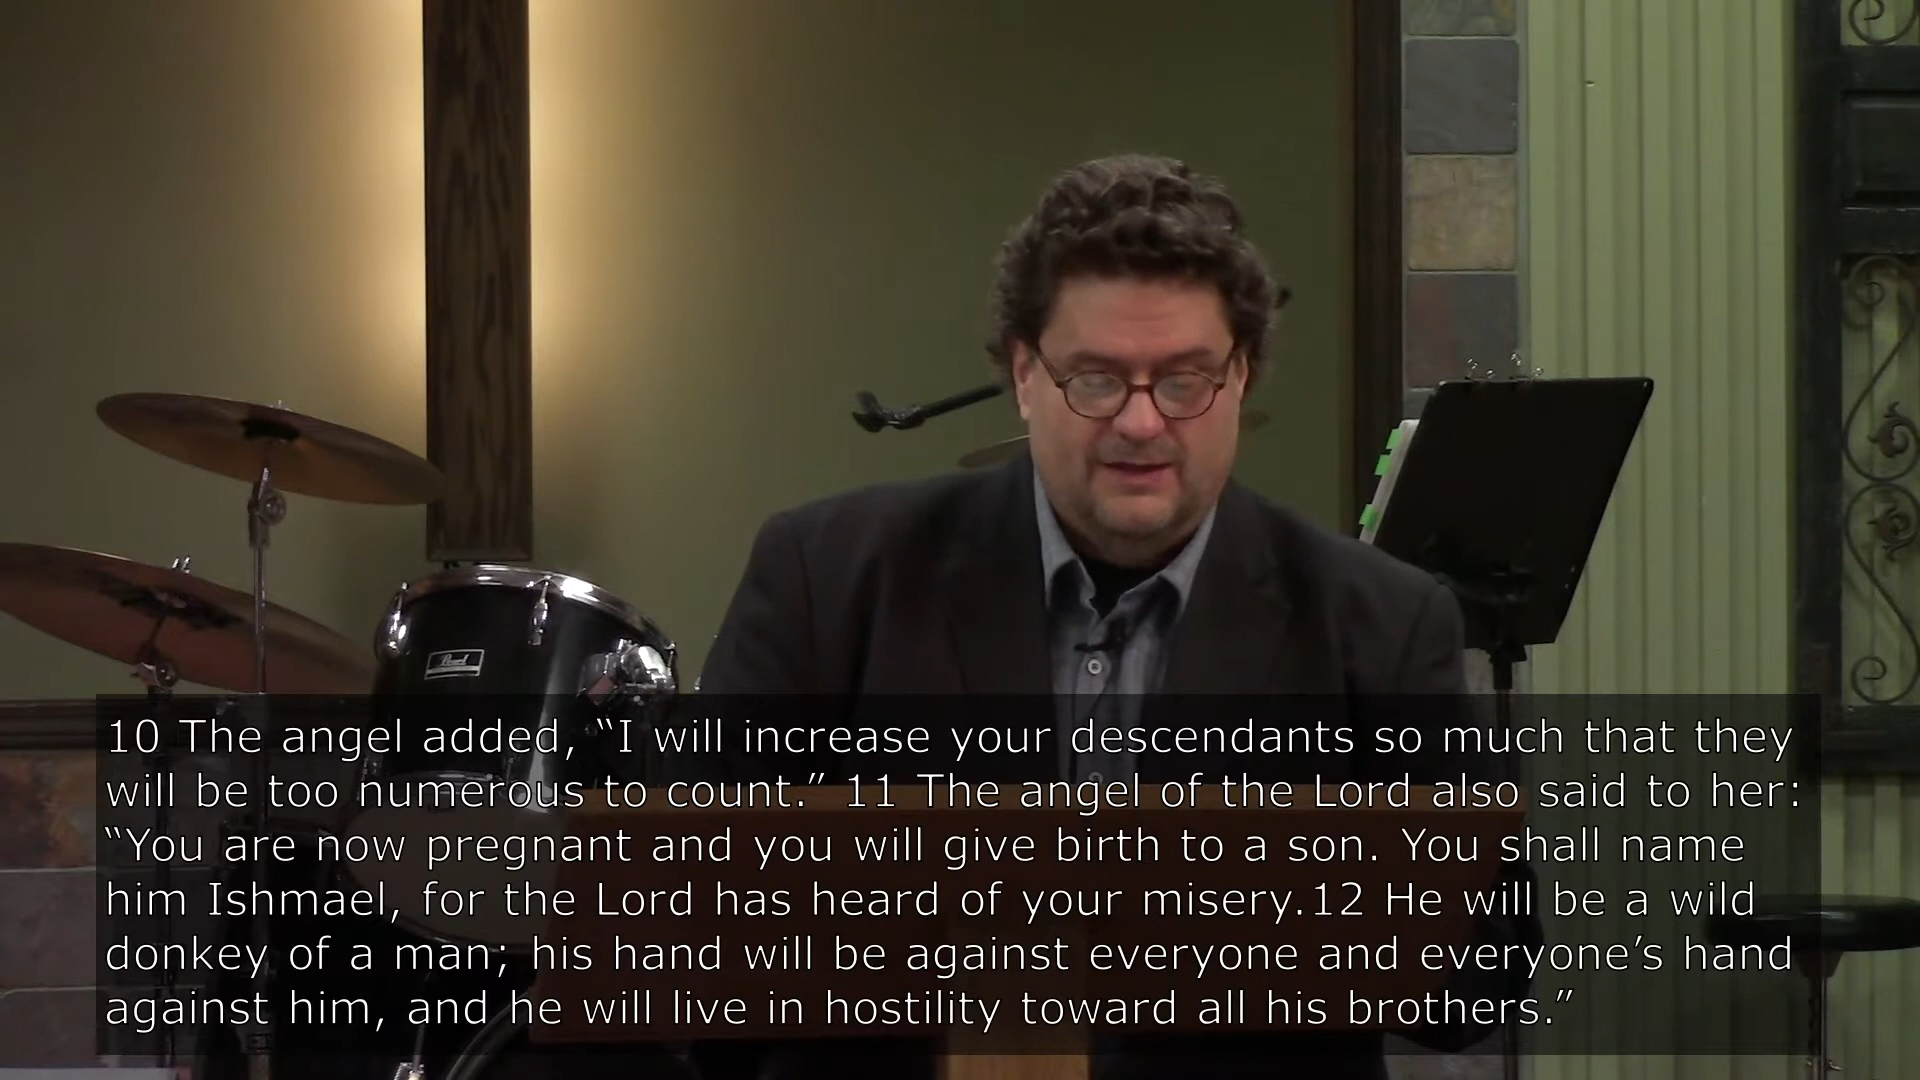 Pearl
10 The angel added, “I will increase your descendants so much that they
will be too numerous to count.” 11 The angel of the Lord also said to her:
“You are now pregnant and you will give birth to a son. You shall name
him Ishmael, for the Lord has heard of your misery.12 He will be a wild
donkey of a man; his hand will be against everyone and everyone’s hand
against him, and he will live in hostility toward all his brothers.”